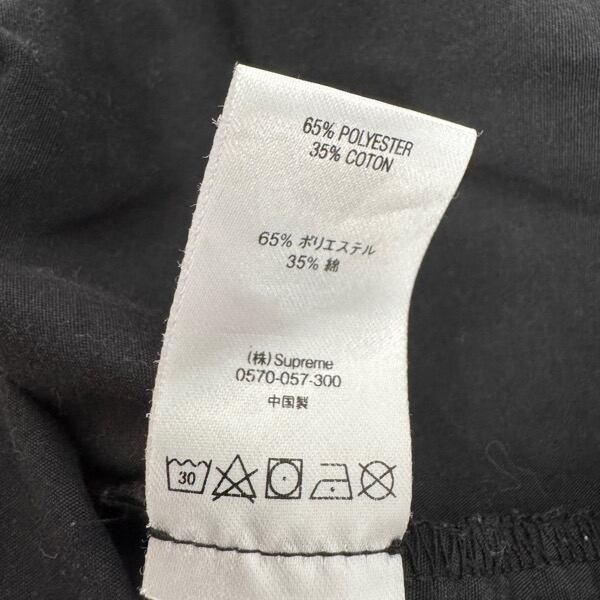 65% POLYESTER
35% COTON
65% ポリエステル
35% 綿
(株)Supreme
0570-057-300
中国製
30